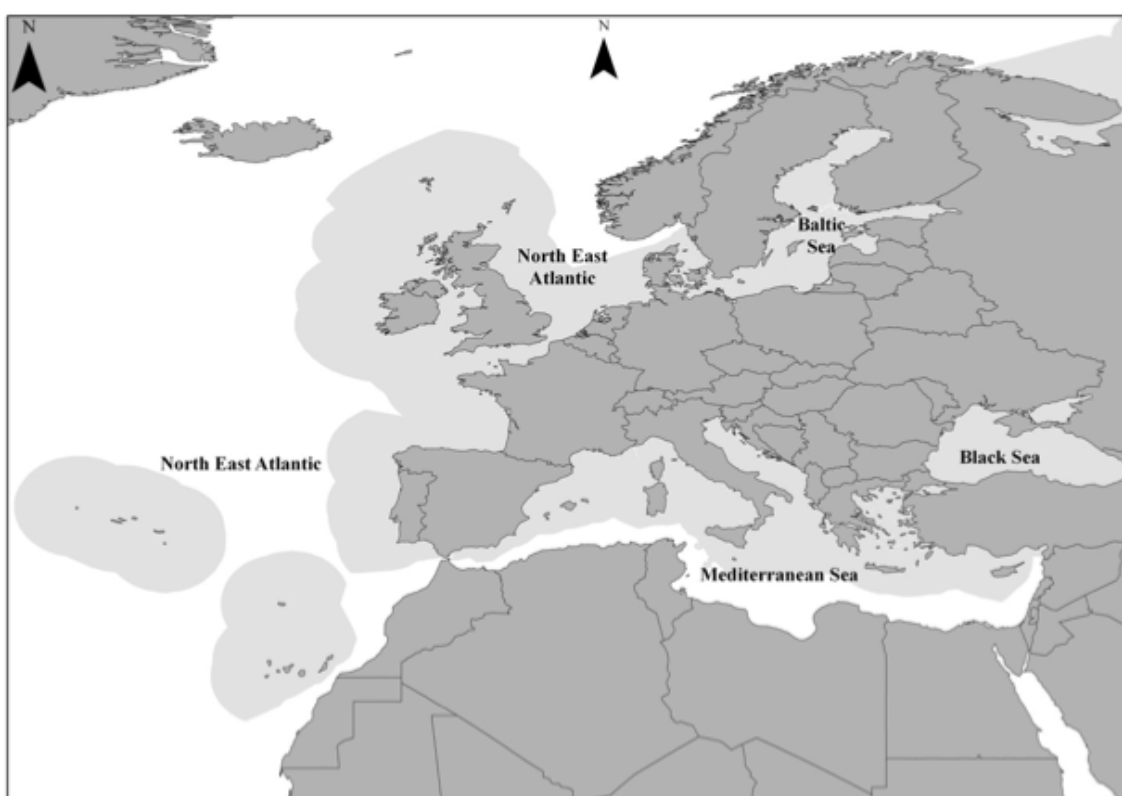 N
N
Baltic
Sea
North East
Atlantic
North East Atlantic
Black Sea
Mediterranean Sea